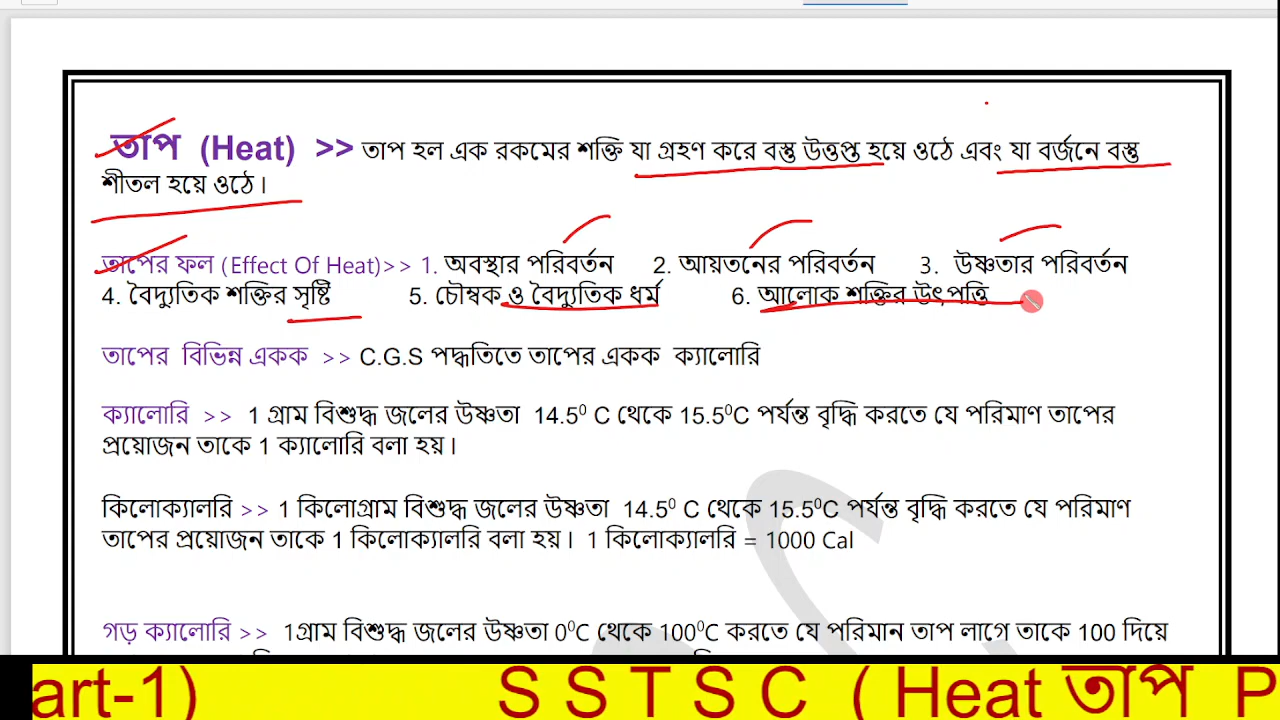 তাপ (Heat) >> তাপ হল এক রকমের শক্তি যা গ্রহণ করে বস্তু উত্তপ্ত হয়ে ওঠে এবং যা বর্জনে বস্তু
শীতল হয়ে ওঠে।
তাপের ফল (Effect Of Heat)>> 1. অবস্থার পরিবর্তন 2. আয়তনের পরিবর্তন 3. উষ্ণতার পরিবর্তন
4. বৈদ্যুতিক শক্তির সৃষ্টি 5. চৌম্বক ও বৈদ্যুতিক ধর্ম 6. আলোক শক্তির উৎপত্তি
তাপের বিভিন্ন একক >> C.G.S পদ্ধতিতে তাপের একক ক্যালোরি
ক্যালোরি >> 1 গ্রাম বিশুদ্ধ জলের উষ্ণতা 14.5⁰ C থেকে 15.5⁰C পর্যন্ত বৃদ্ধি করতে যে পরিমাণ তাপের
প্রয়োজন তাকে 1 ক্যালোরি বলা হয়।
কিলোক্যালরি >> 1 কিলোগ্রাম বিশুদ্ধ জলের উষ্ণতা 14.5⁰ C থেকে 15.5⁰C পর্যন্ত বৃদ্ধি করতে যে পরিমাণ
তাপের প্রয়োজন তাকে 1 কিলোক্যালরি বলা হয়। 1 কিলোক্যালরি = 1000 Cal
গড় ক্যালোরি >> 1গ্রাম বিশুদ্ধ জলের উষ্ণতা 0⁰C থেকে 100⁰C করতে যে পরিমান তাপ লাগে তাকে 100 দিয়ে
art-1) S S T S C ( Heat তাপ P